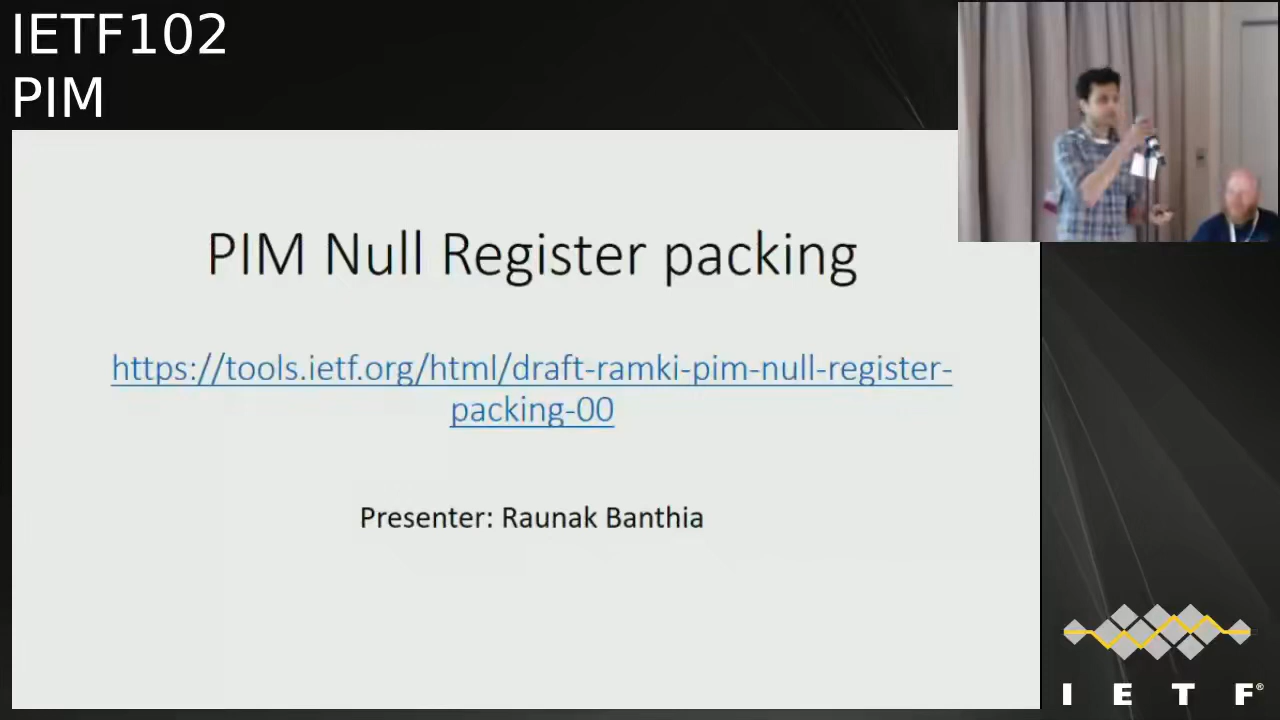 IETF102
PIM
PIM Null Register packing
https://tools.ietf.org/html/draft-ramki-pim-null-register-
packing-00
Presenter: Raunak Banthia
I E T F®